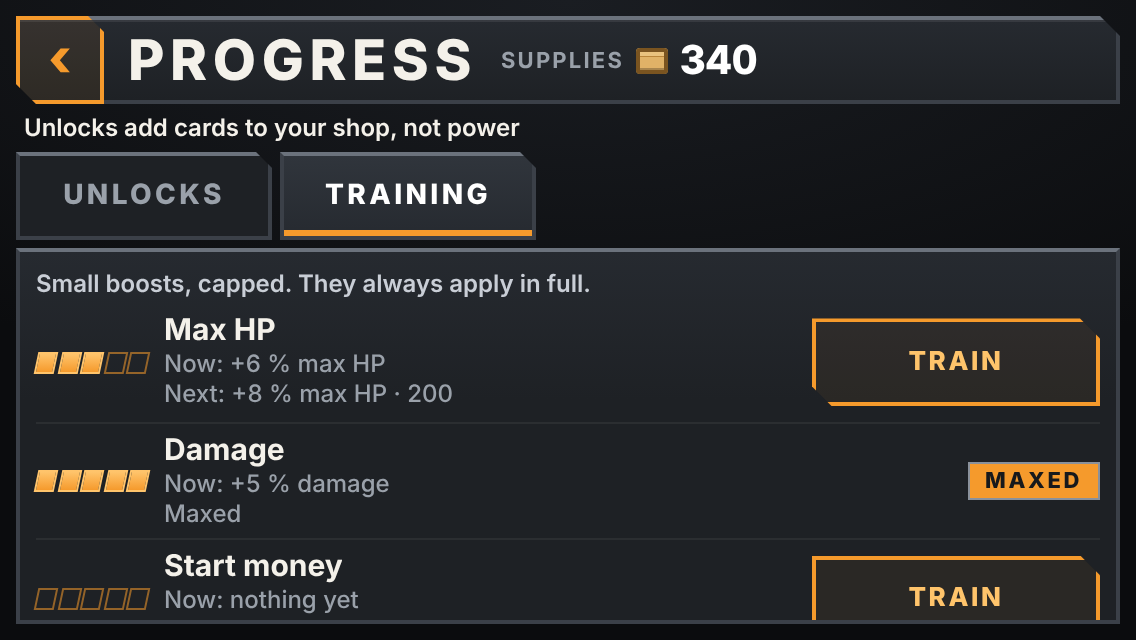 PROGRESS SUPPLIES 340
Unlocks add cards to your shop, not power
UNLOCKS TRAINING
Small boosts, capped. They always apply in full.
Max HP
Now: +6 % max HP
Next: +8 % max HP · 200
TRAIN
Damage
Now: +5 % damage
Maxed
MAXED
Start money
Now: nothing yet
TRAIN